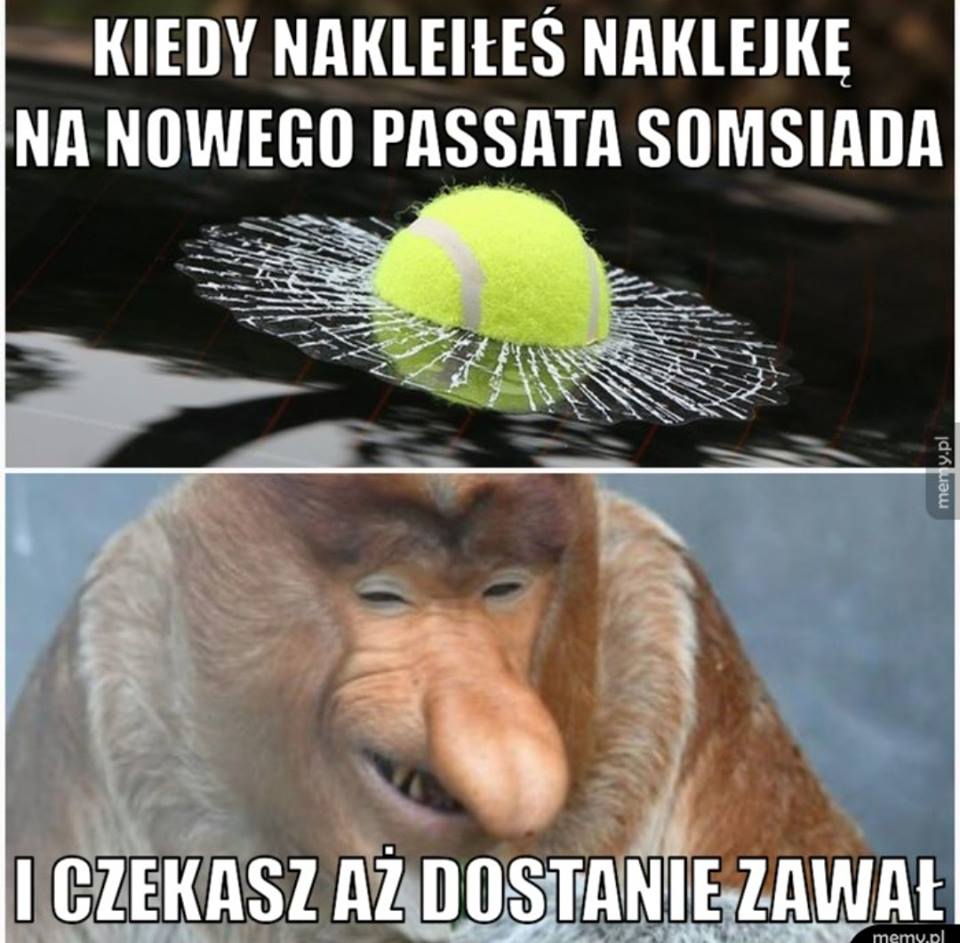 KIEDY NAKLEIŁEŚ NAKLEJKĘ
NA NOWEGO PASSATA SOMSIADA
memy.pl
I CZEKASZ AŻ DOSTANIE ZAWAŁ
memy.pl